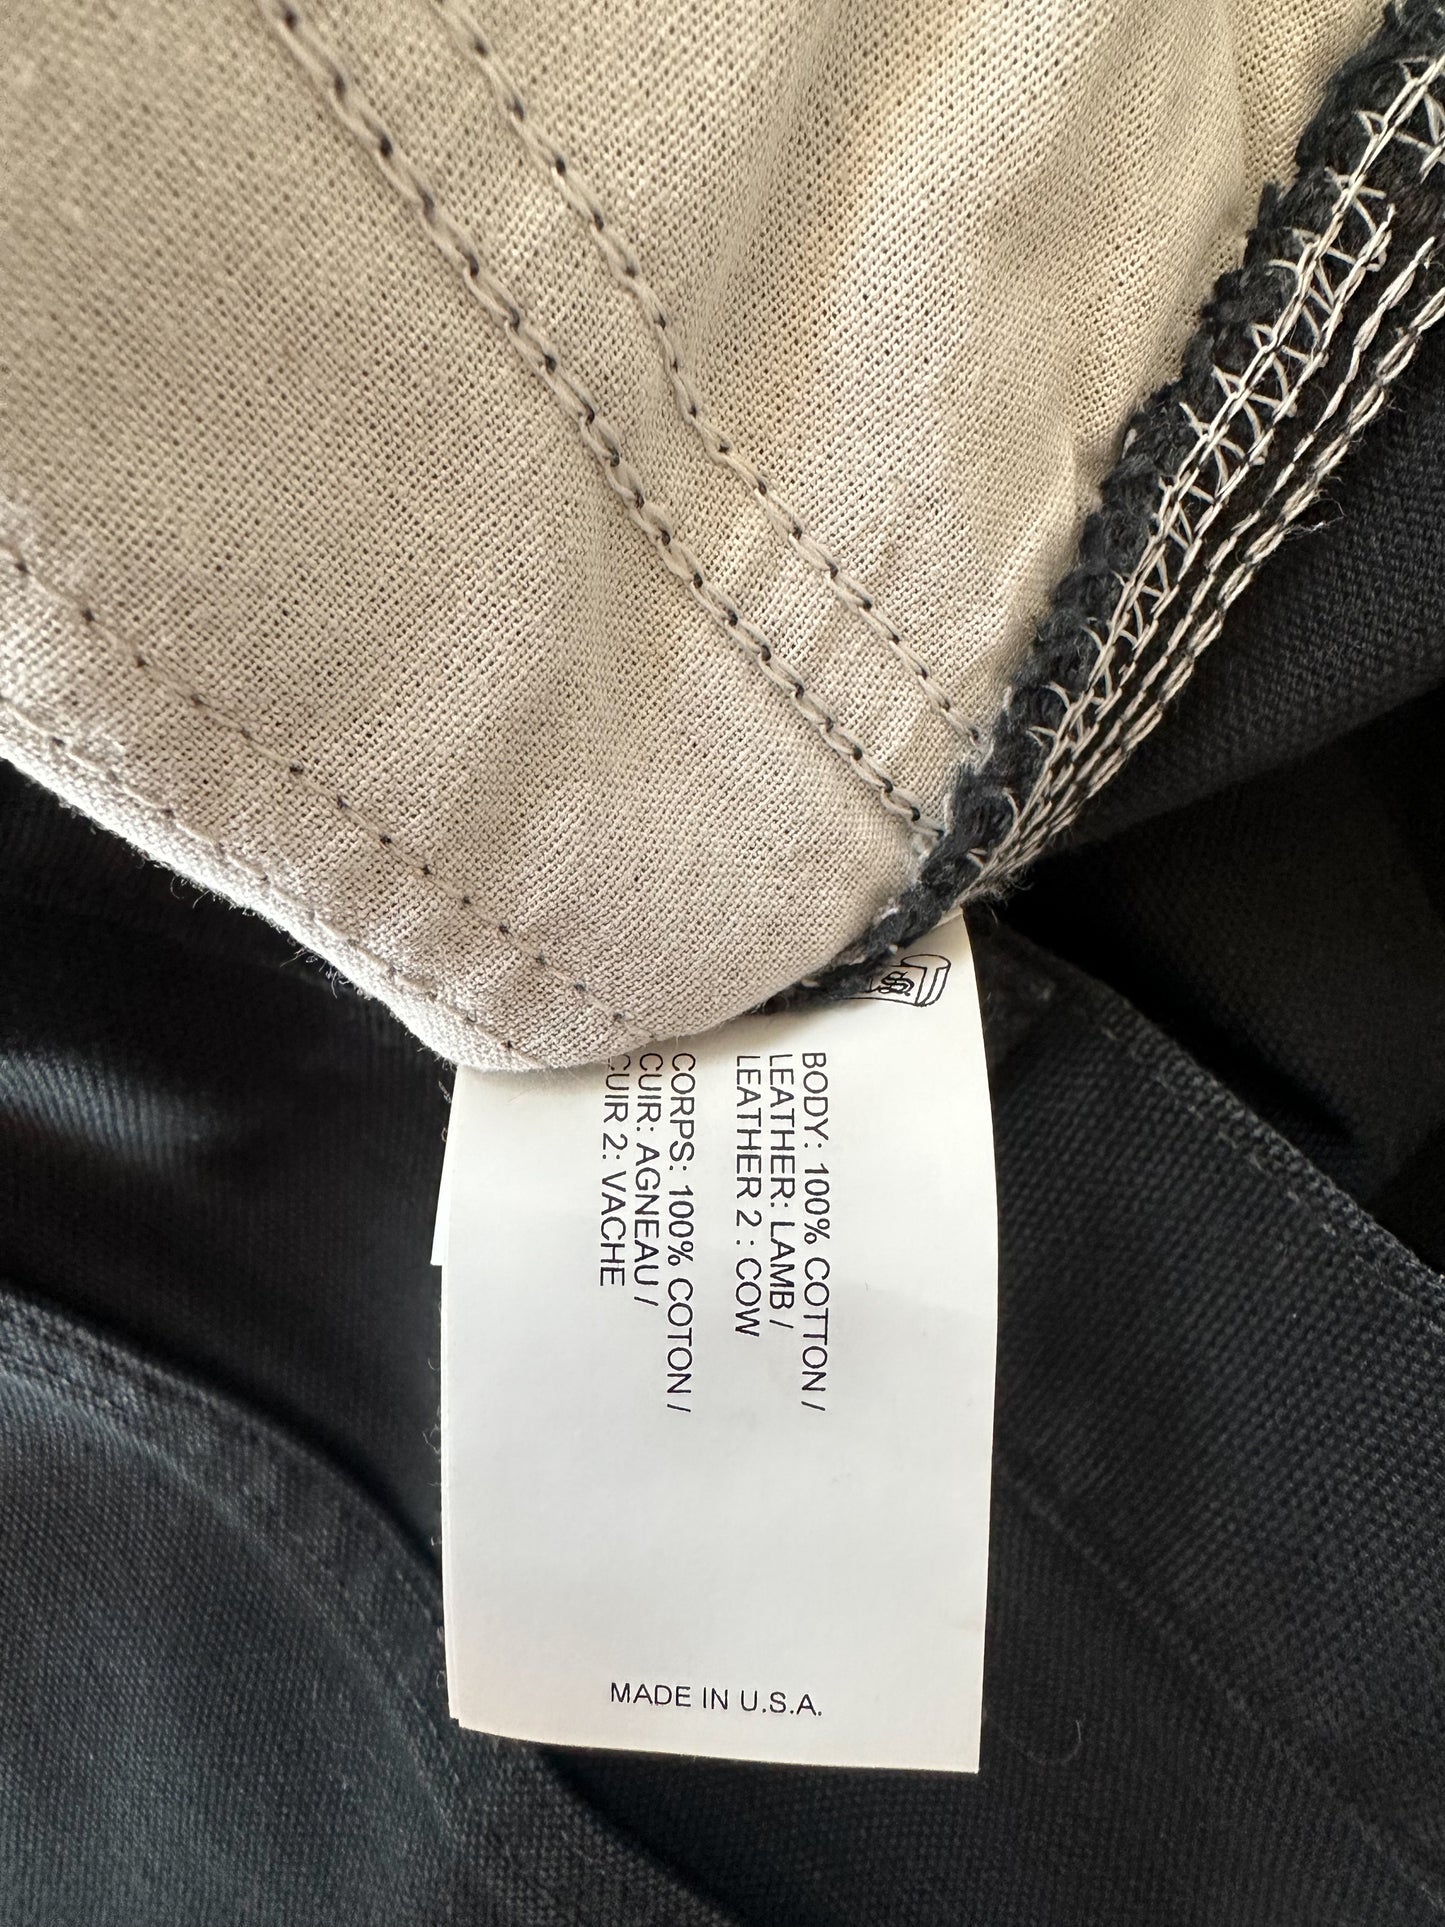 BODY: 100% COTTON /
LEATHER: LAMB /
LEATHER 2 : COW
CORPS: 100% COTON /
CUIR: AGNEAU /
CUIR 2: VACHE
MADE IN U.S.A.